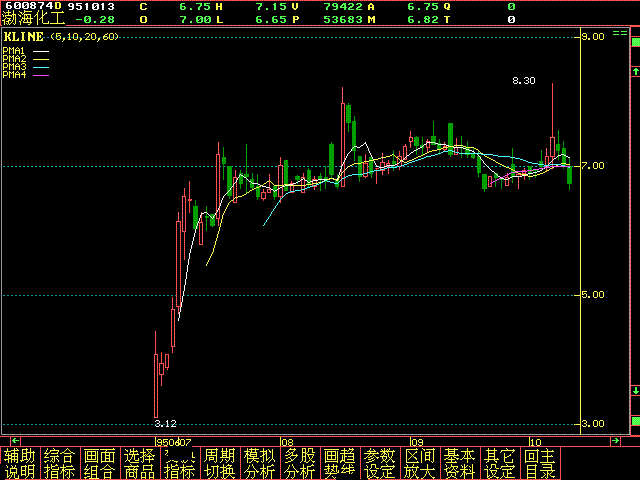 600874D 951013 C 6.75 H 7.15 V 79422 A 6.75 Q 0
渤海化工 -0.28 O 7.00 L 6.65 P 53683 M 6.82 T 0
KLINE (5,10,20,60)
PMA1
PMA2
PMA3
PMA4
9.00
8.30
7.00
5.00
3.12
3.00
9506 07 08 09 10
辅助说明 综合指标 画面组合 选择商品 指标 周期切换 模拟分析 多股分析 画趋势线 参数设定 区间放大 基本资料 其它设定 回主目录